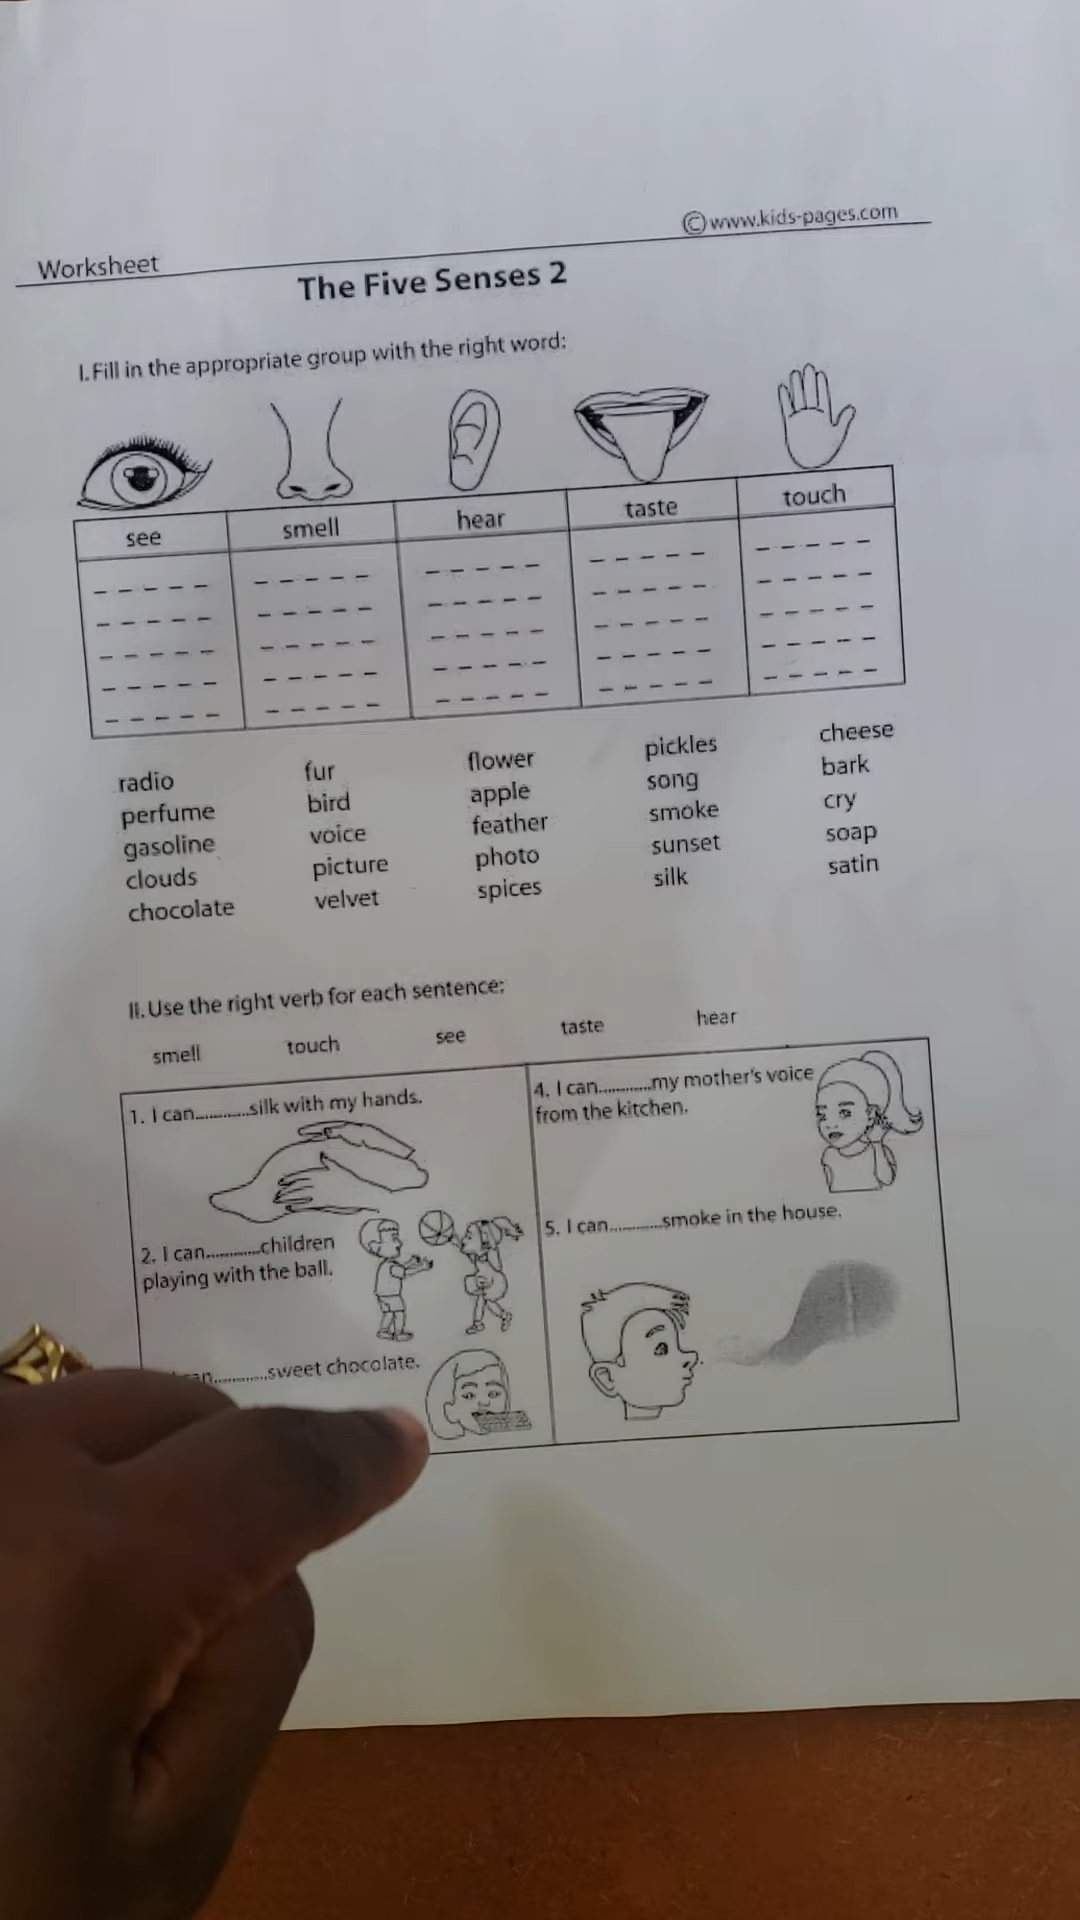 © www.kids-pages.com
Worksheet
The Five Senses 2
I. Fill in the appropriate group with the right word:
see smell hear taste touch
radio fur flower pickles cheese
perfume bird apple song bark
gasoline voice feather smoke cry
clouds picture photo sunset soap
chocolate velvet spices silk satin
II. Use the right verb for each sentence:
smell touch see taste hear
1. I can............silk with my hands.
2. I can............children
playing with the ball.
............sweet chocolate.
4. I can............my mother's voice
from the kitchen.
5. I can............smoke in the house.